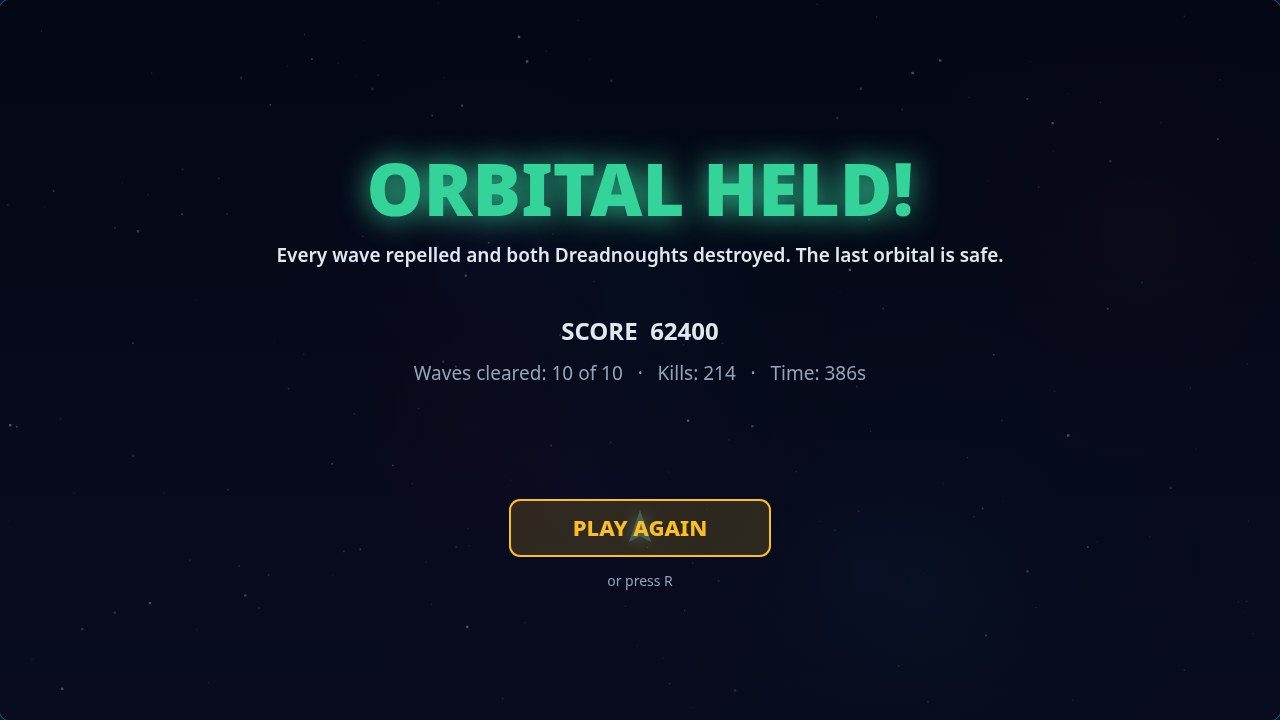 ORBITAL HELD!
Every wave repelled and both Dreadnoughts destroyed. The last orbital is safe.
SCORE 62400
Waves cleared: 10 of 10 · Kills: 214 · Time: 386s
PLAY AGAIN
or press R